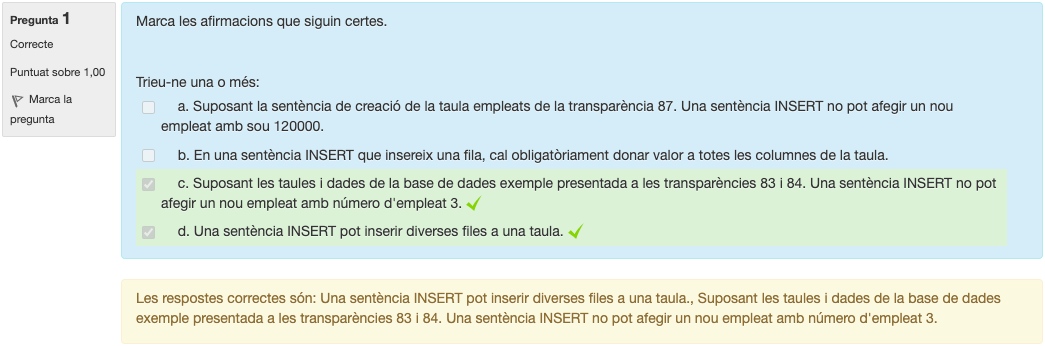 Pregunta 1
Correcte
Puntuat sobre 1,00
Marca la
pregunta
Marca les afirmacions que siguin certes.
Trieu-ne una o més:
a. Suposant la sentència de creació de la taula empleats de la transparència 87. Una sentència INSERT no pot afegir un nou
empleat amb sou 120000.
b. En una sentència INSERT que insereix una fila, cal obligatòriament donar valor a totes les columnes de la taula.
c. Suposant les taules i dades de la base de dades exemple presentada a les transparències 83 i 84. Una sentència INSERT no pot
afegir un nou empleat amb número d'empleat 3.
d. Una sentència INSERT pot inserir diverses files a una taula.
Les respostes correctes són: Una sentència INSERT pot inserir diverses files a una taula., Suposant les taules i dades de la base de dades
exemple presentada a les transparències 83 i 84. Una sentència INSERT no pot afegir un nou empleat amb número d'empleat 3.